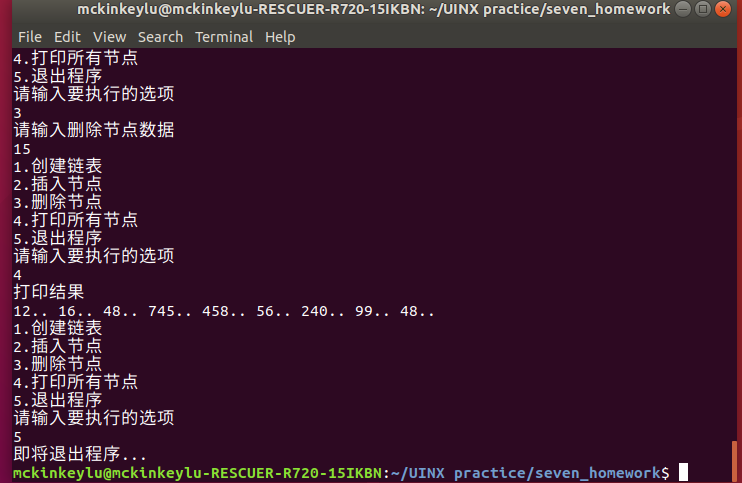 mckinkeylu@mckinkeylu-RESCUER-R720-15IKBN: ~/UINX practice/seven_homework
File Edit View Search Terminal Help
4.打印所有节点
5.退出程序
请输入要执行的选项
3
请输入删除节点数据
15
1.创建链表
2.插入节点
3.删除节点
4.打印所有节点
5.退出程序
请输入要执行的选项
4
打印结果
12.. 16.. 48.. 745.. 458.. 56.. 240.. 99.. 48..
1.创建链表
2.插入节点
3.删除节点
4.打印所有节点
5.退出程序
请输入要执行的选项
5
即将退出程序...
mckinkeylu@mckinkeylu-RESCUER-R720-15IKBN:~/UINX practice/seven_homework$